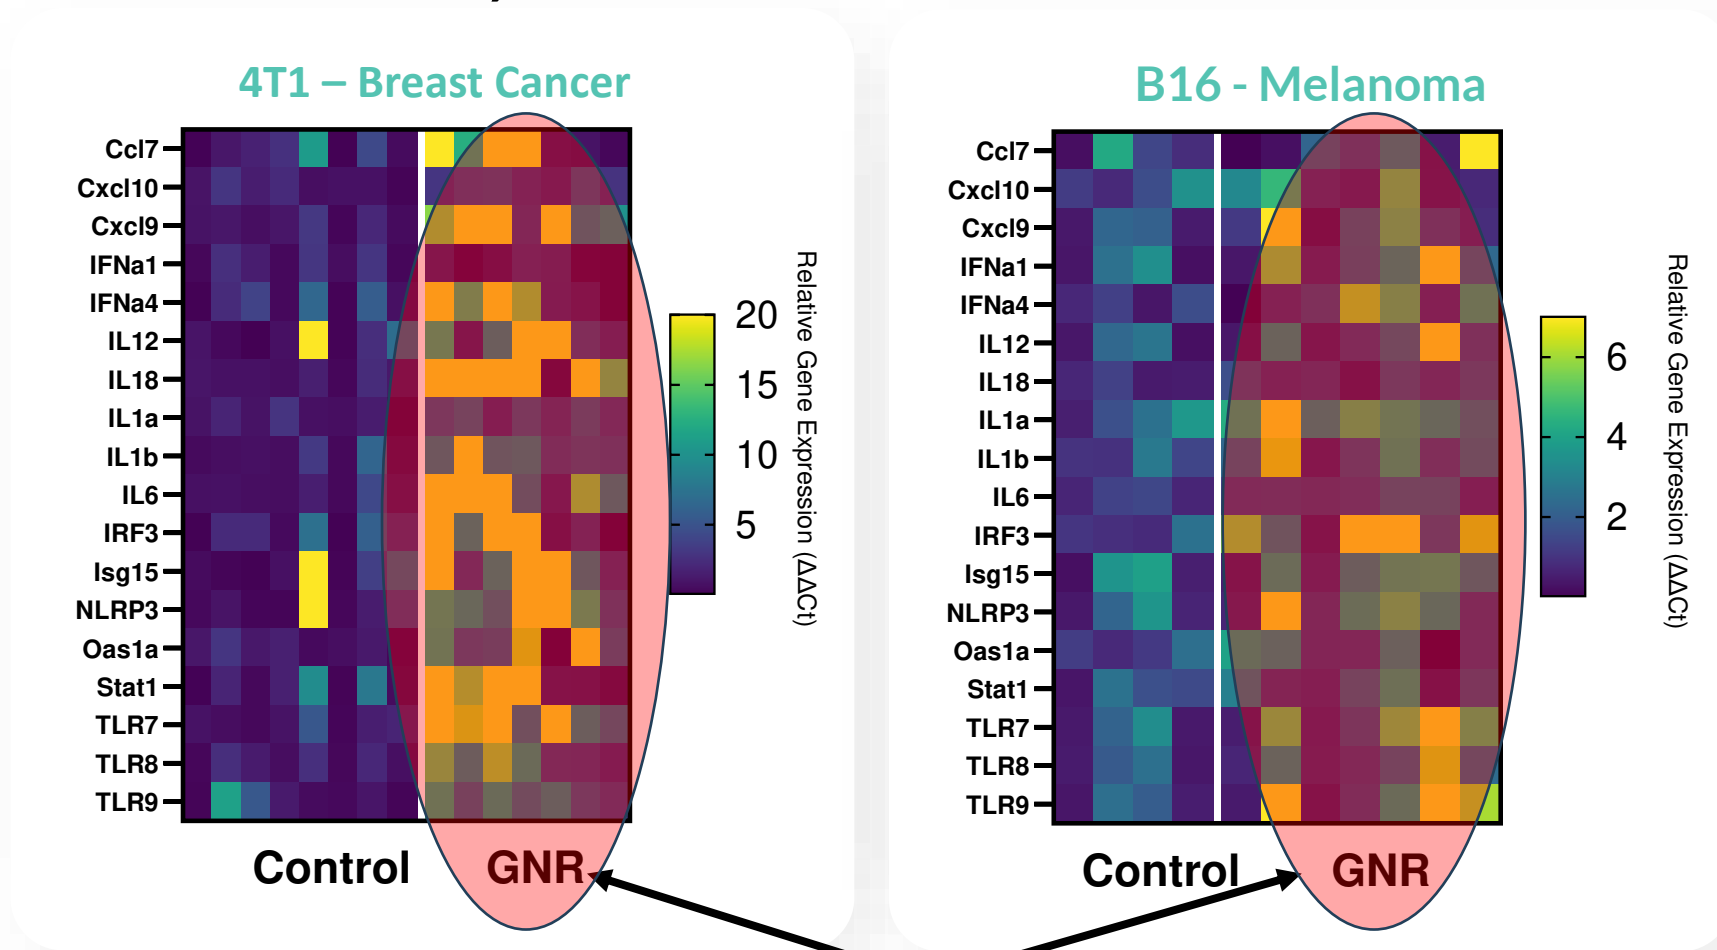 4T1 – Breast Cancer
Ccl7
Cxcl10
Cxcl9
IFNa1
IFNa4
IL12
IL18
IL1a
IL1b
IL6
IRF3
Isg15
NLRP3
Oas1a
Stat1
TLR7
TLR8
TLR9
Control
GNR
20
15
10
5
Relative Gene Expression (ΔΔCt)
B16 - Melanoma
Ccl7
Cxcl10
Cxcl9
IFNa1
IFNa4
IL12
IL18
IL1a
IL1b
IL6
IRF3
Isg15
NLRP3
Oas1a
Stat1
TLR7
TLR8
TLR9
Control
GNR
6
4
2
Relative Gene Expression (ΔΔCt)